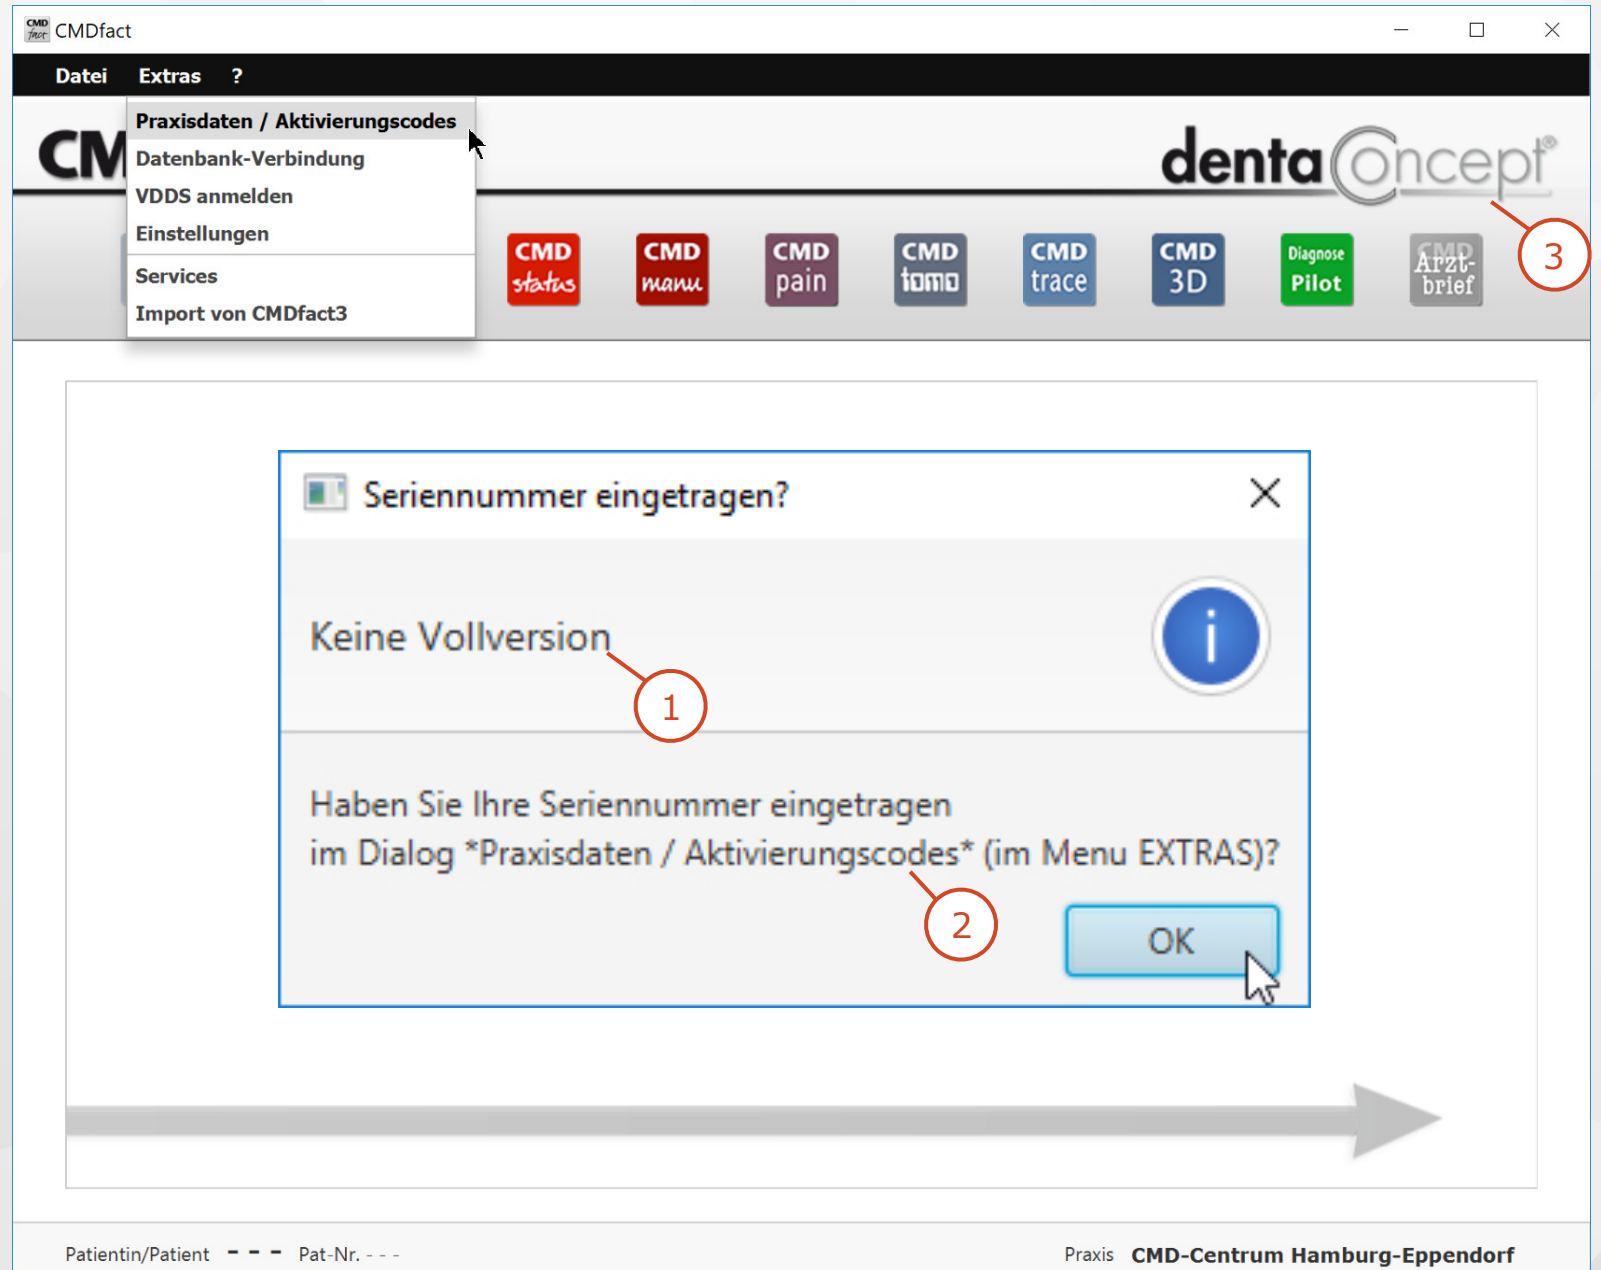 CMD fact CMDfact
Datei Extras ?
Praxisdaten / Aktivierungscodes
Datenbank-Verbindung
VDDS anmelden
Einstellungen
Services
Import von CMDfact3
CM
dentaConcept®
CMD status
CMD manu
CMD pain
CMD tomo
CMD trace
CMD 3D
Diagnose Pilot
CMD Arzt-brief
3
Seriennummer eingetragen?
Keine Vollversion
i
1
Haben Sie Ihre Seriennummer eingetragen
im Dialog *Praxisdaten / Aktivierungscodes* (im Menu EXTRAS)?
2
OK
Patientin/Patient - - - Pat-Nr. - - - Praxis CMD-Centrum Hamburg-Eppendorf